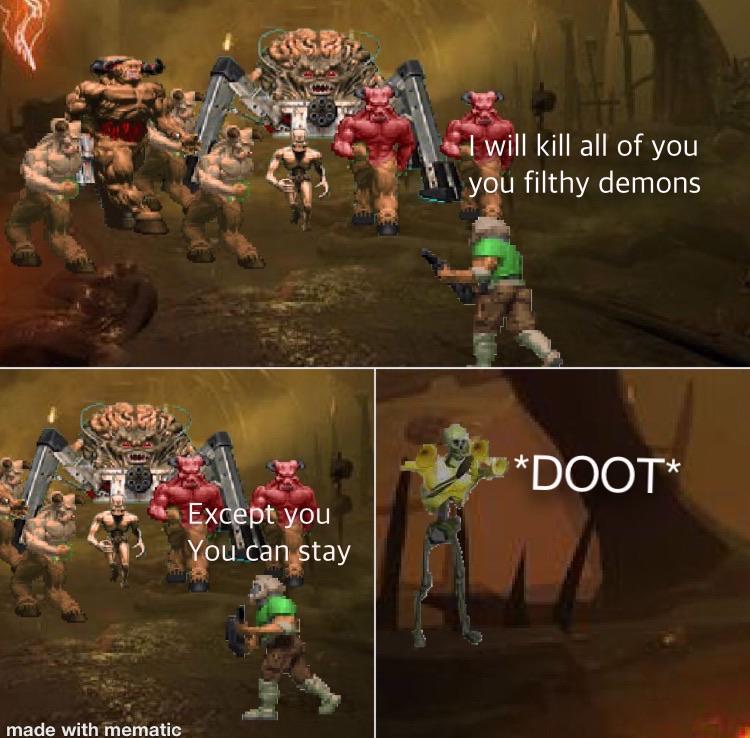 I will kill all of you
you filthy demons
Except you
You can stay
*DOOT*
made with mematic